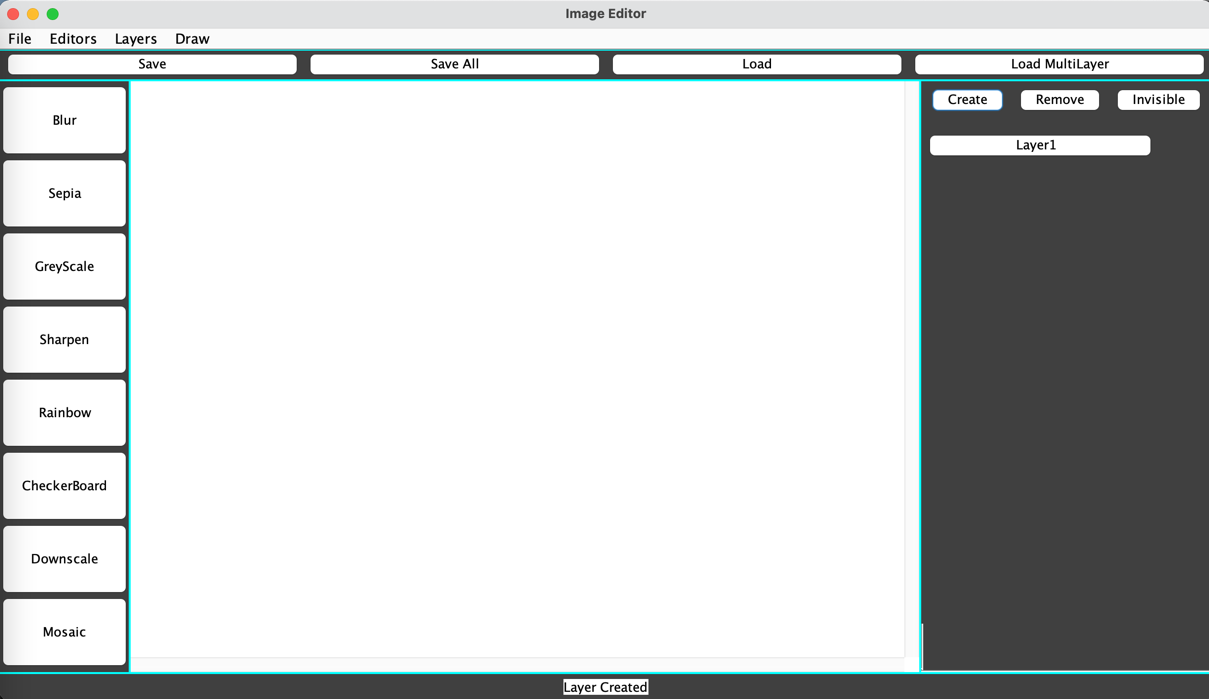 Image Editor
File Editors Layers Draw
Save Save All Load Load MultiLayer
Create Remove Invisible
Layer1
Blur
Sepia
GreyScale
Sharpen
Rainbow
CheckerBoard
Downscale
Mosaic
Layer Created